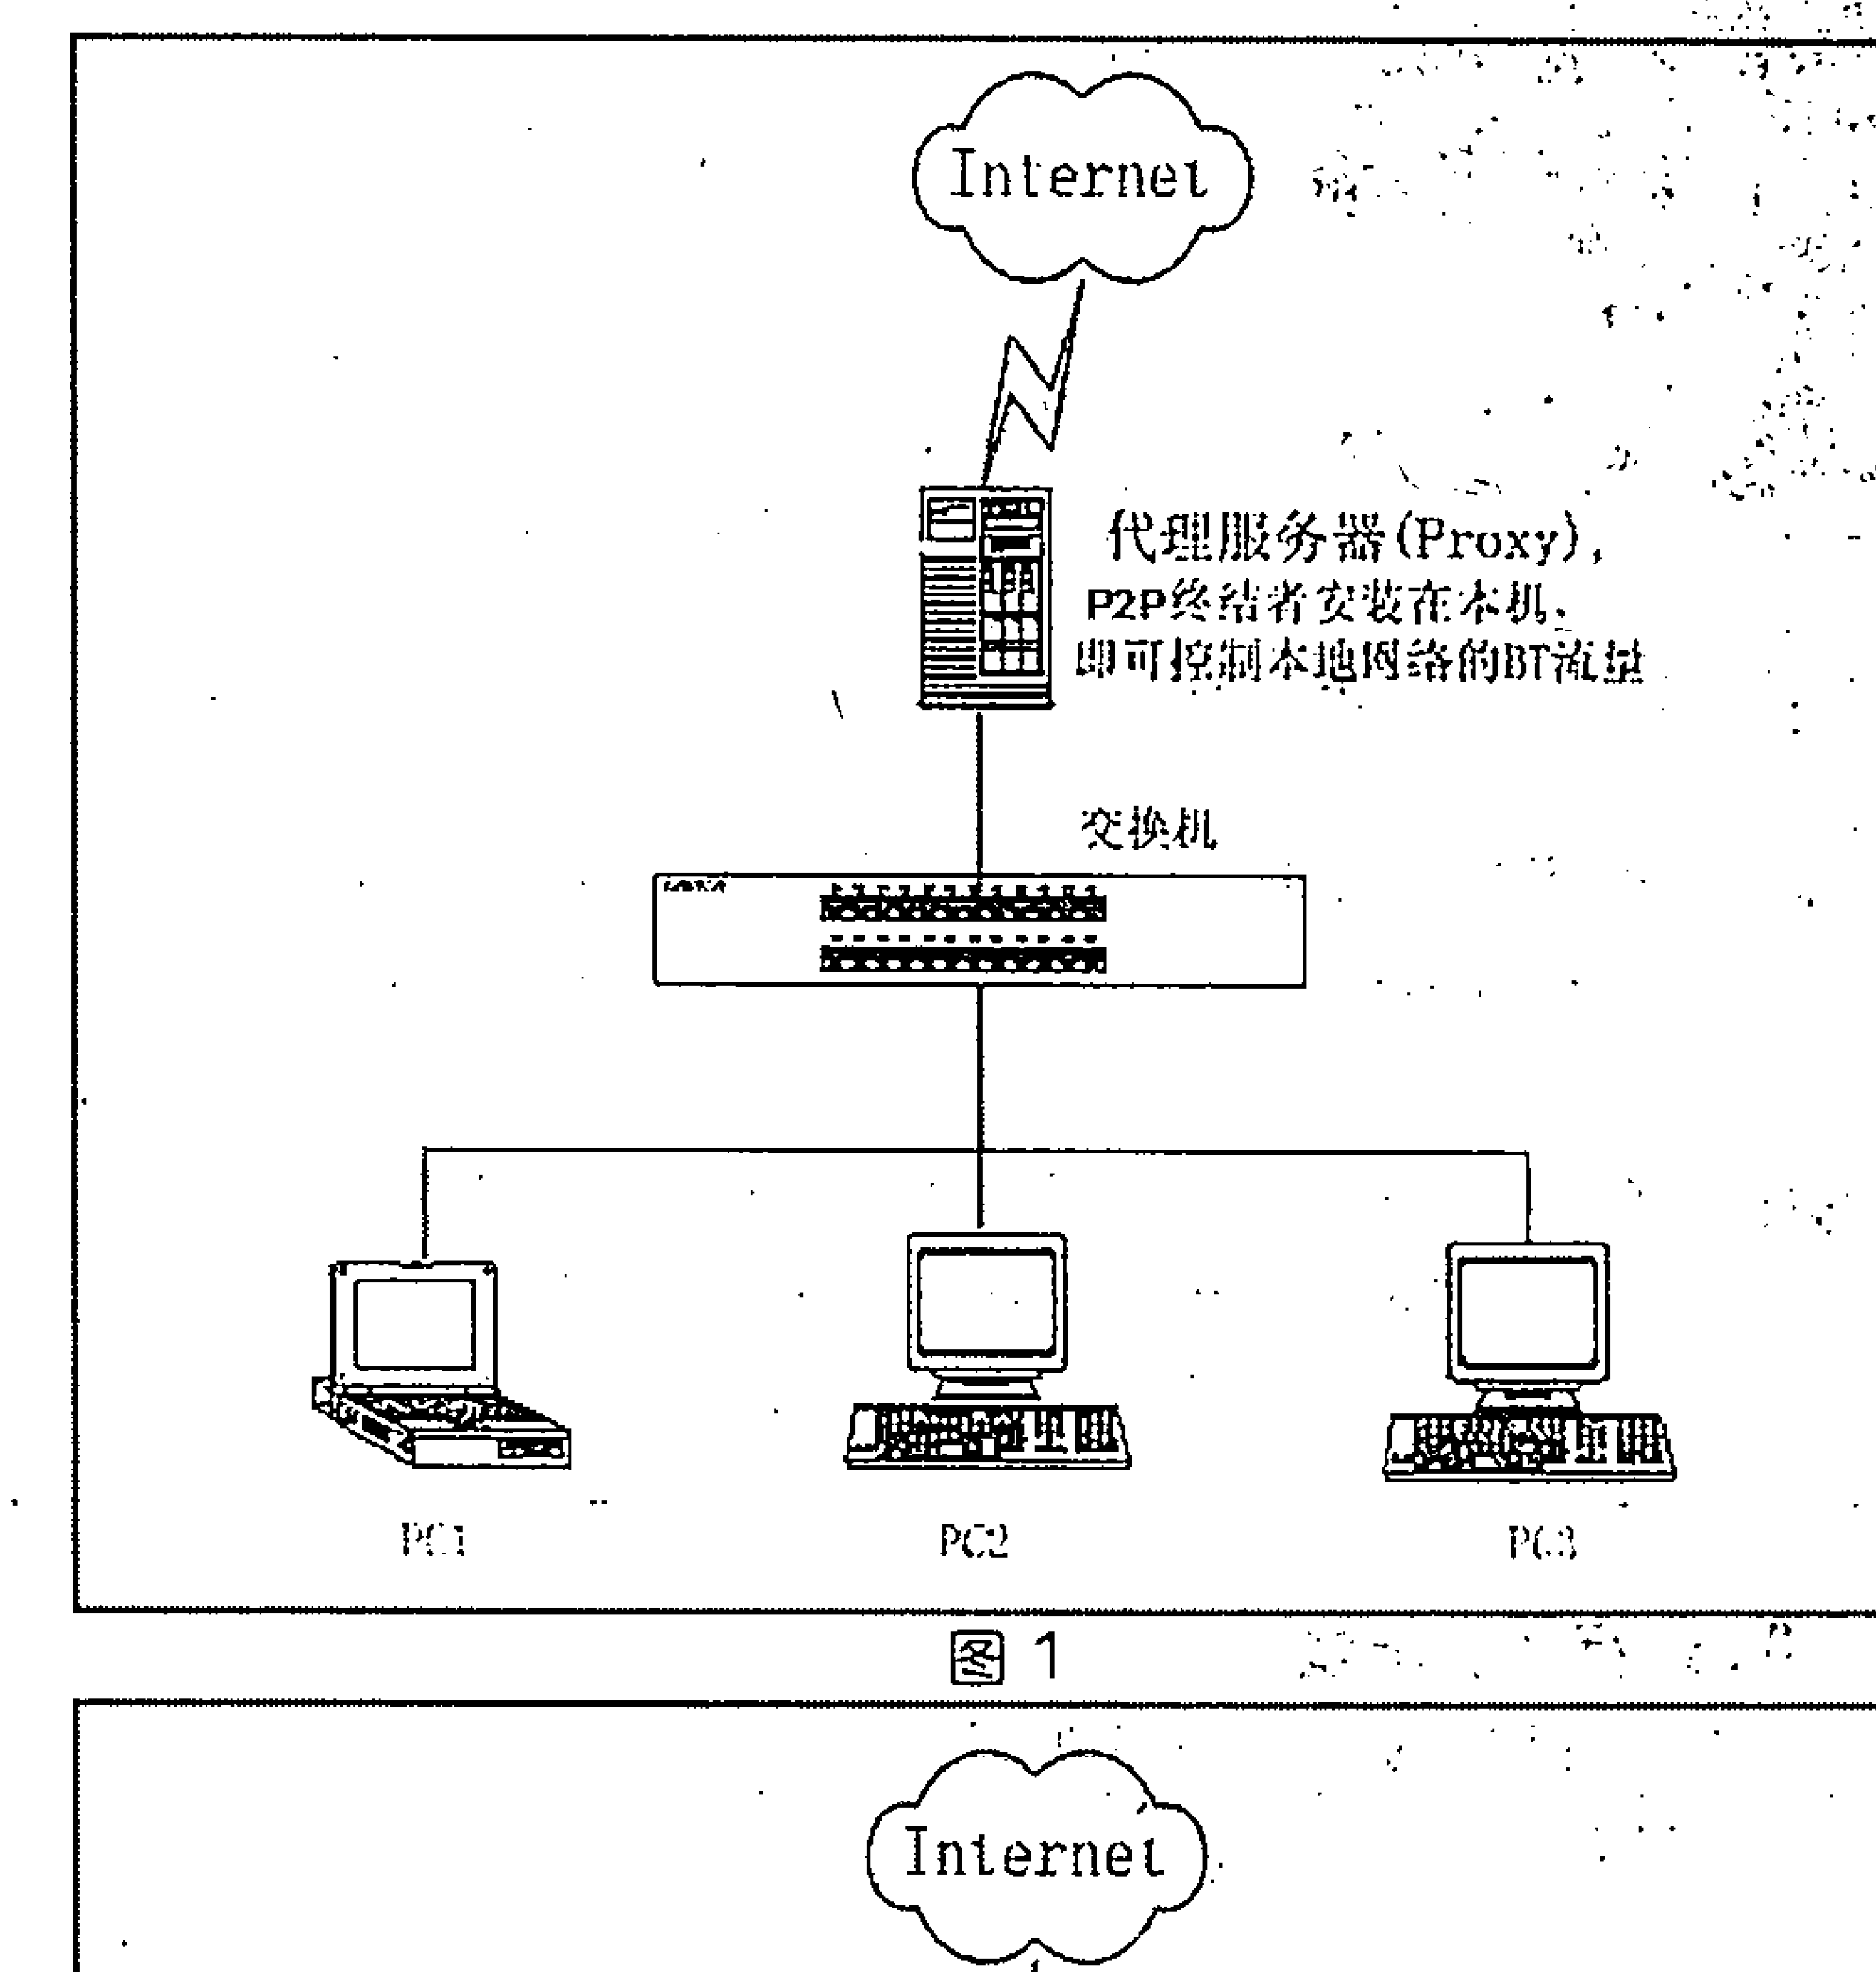 Internet
代理服务器(Proxy),
P2P终结者安装在本机,
即可控制本地网络的BT流量
交换机
PC1
PC2
PC3
图 1
Internet